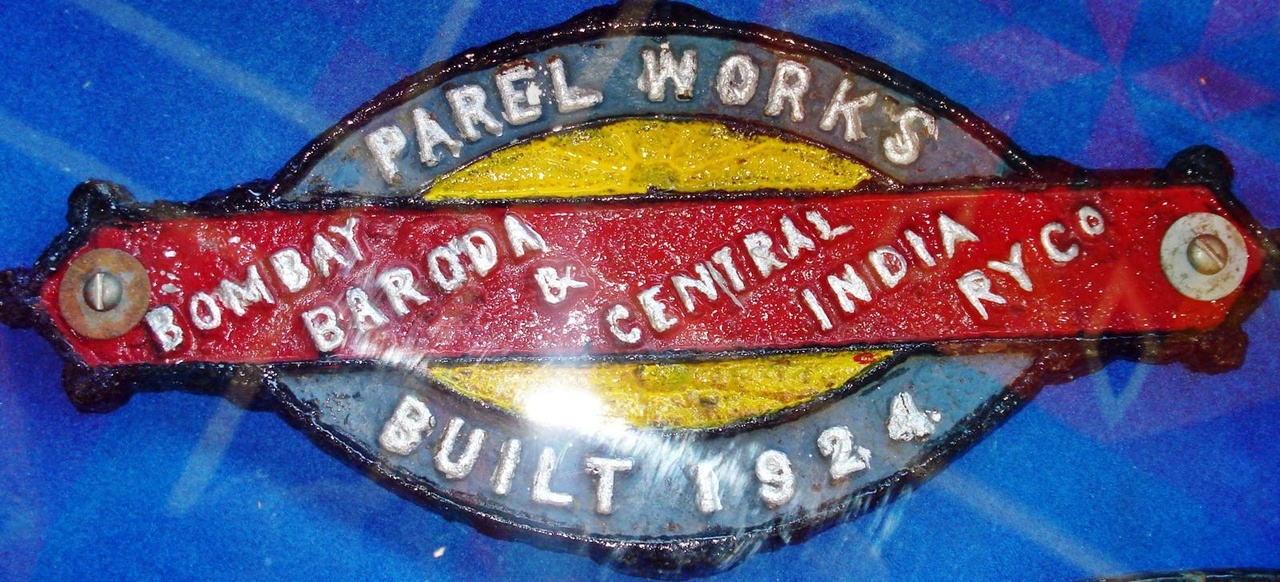 PAREL WORKS
BOMBAY
BARODA
&
CENTRAL
INDIA
RY Co
BUILT 1924